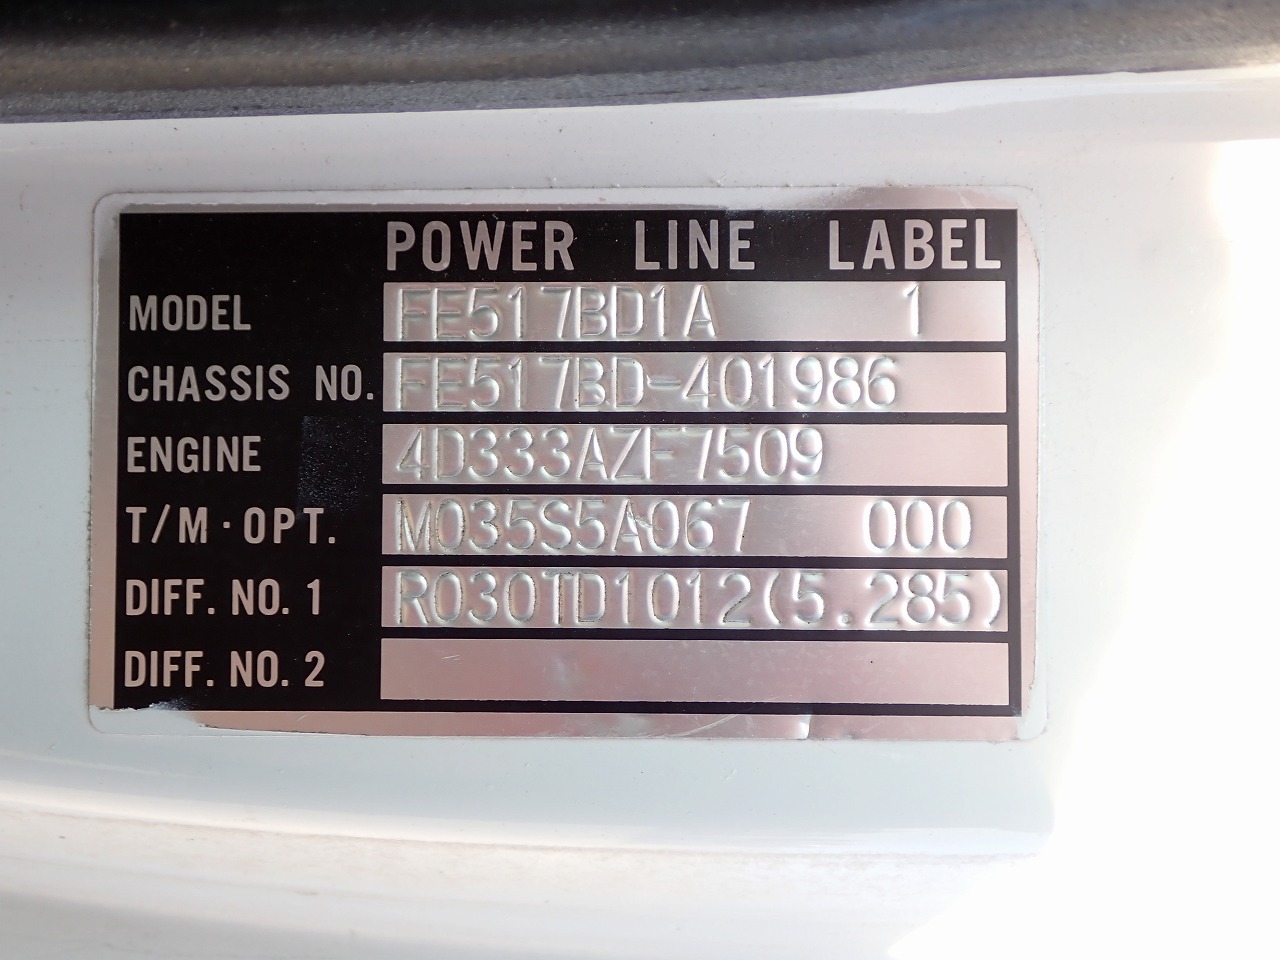 POWER LINE LABEL
MODEL FE517BD1A 1
CHASSIS NO. FE517BD-401986
ENGINE 4D333AZF7509
T/M·OPT. M035S5A067 000
DIFF. NO. 1 R030TD1012(5.285)
DIFF. NO. 2